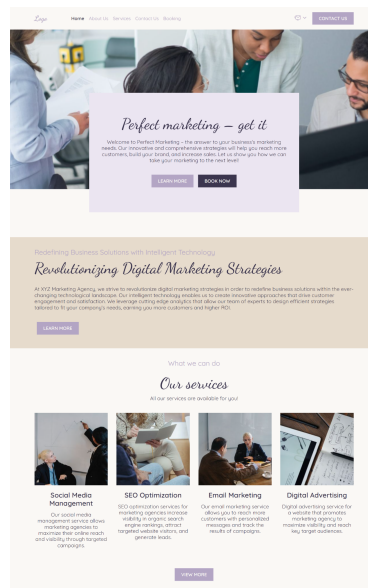 Logo
Home About Us Services Contact Us Booking
CONTACT US
Perfect marketing – get it
Welcome to Perfect Marketing - the answer to your business's marketing
needs. Our innovative and comprehensive strategies will help you reach more
customers, build your brand, and increase sales. Let us show you how we can
take your marketing to the next level!
LEARN MORE BOOK NOW
Redefining Business Solutions with Intelligent Technology
Revolutionizing Digital Marketing Strategies
At XYZ Marketing Agency, we strive to revolutionize digital marketing strategies in order to redefine business solutions within the ever-
changing technological landscape. Our intelligent technology enables us to create innovative approaches that drive customer
engagement and satisfaction. We leverage cutting edge analytics that allow our team of experts to design efficient strategies
tailored to fit your company's needs, earning you more customers and higher ROI.
LEARN MORE
What we can do
Our services
All our services are available for you!
Social Media
Management
Our social media
management service allows
marketing agencies to
maximize their online reach
and visibility through targeted
campaigns.
SEO Optimization
SEO optimization services for
marketing agencies increase
visibility in organic search
engine rankings, attract
targeted website visitors, and
generate leads.
Email Marketing
Our email marketing service
allows you to reach more
customers with personalized
messages and track the
results of campaigns.
Digital Advertising
Digital advertising service for
a website that promotes
marketing agency to
maximize visibility and reach
key target audiences.
VIEW MORE